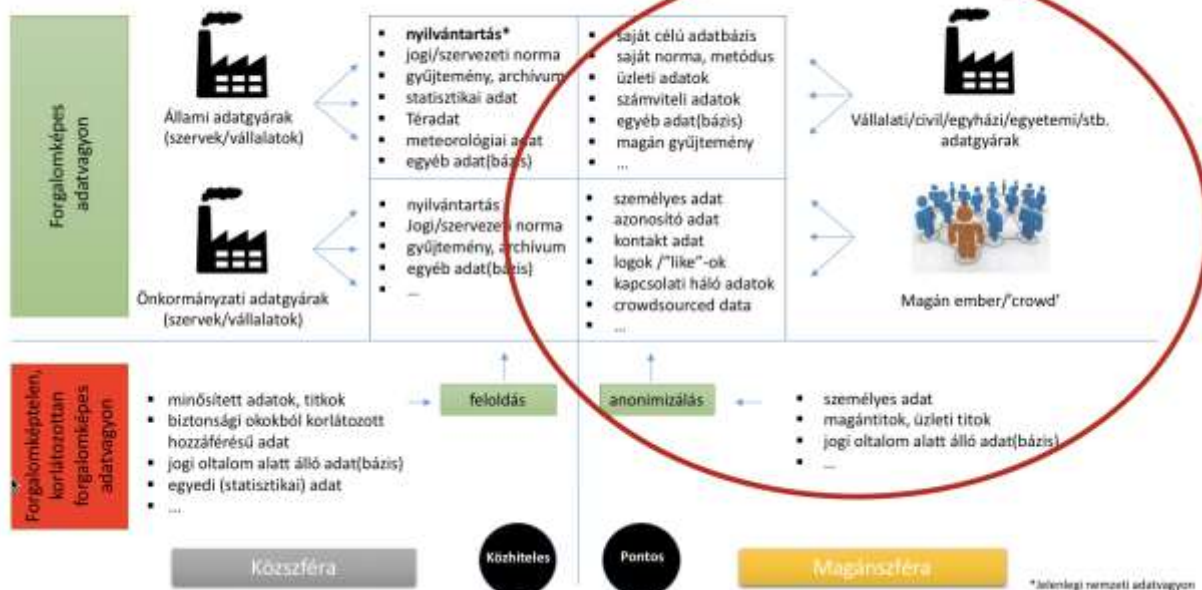 Forgalomképes
adatvagyon
Állami adatgyárak
(szervek/vállalatok)
▪ nyilvántartás*
▪ jogi/szervezeti norma
▪ gyűjtemény, archívum
▪ statisztikai adat
▪ Téradat
▪ meteorológiai adat
▪ egyéb adat(bázis)
▪ saját célú adatbázis
▪ saját norma, metódus
▪ üzleti adatok
▪ számviteli adatok
▪ egyéb adat(bázis)
▪ magán gyűjtemény
▪ ...
Vállalati/civil/egyházi/egyetemi/stb.
adatgyárak
Önkormányzati adatgyárak
(szervek/vállalatok)
▪ nyilvántartás
▪ Jogi/szervezeti norma
▪ gyűjtemény, archívum
▪ egyéb adat(bázis)
▪ ...
▪ személyes adat
▪ azonosító adat
▪ kontakt adat
▪ logok /"like"-ok
▪ kapcsolati háló adatok
▪ crowdsourced data
▪ ...
Magán ember/'crowd'
Forgalomképtelen,
korlátozottan
forgalomképes
adatvagyon
▪ minősített adatok, titkok
▪ biztonsági okokból korlátozott
hozzáférésű adat
▪ jogi oltalom alatt álló adat(bázis)
▪ egyedi (statisztikai) adat
▪ ...
feloldás
anonimizálás
▪ személyes adat
▪ magántitok, üzleti titok
▪ jogi oltalom alatt álló adat(bázis)
▪ ...
Közszféra
Közhiteles
Pontos
Magánszféra
*Jelenlegi nemzeti adatvagyon